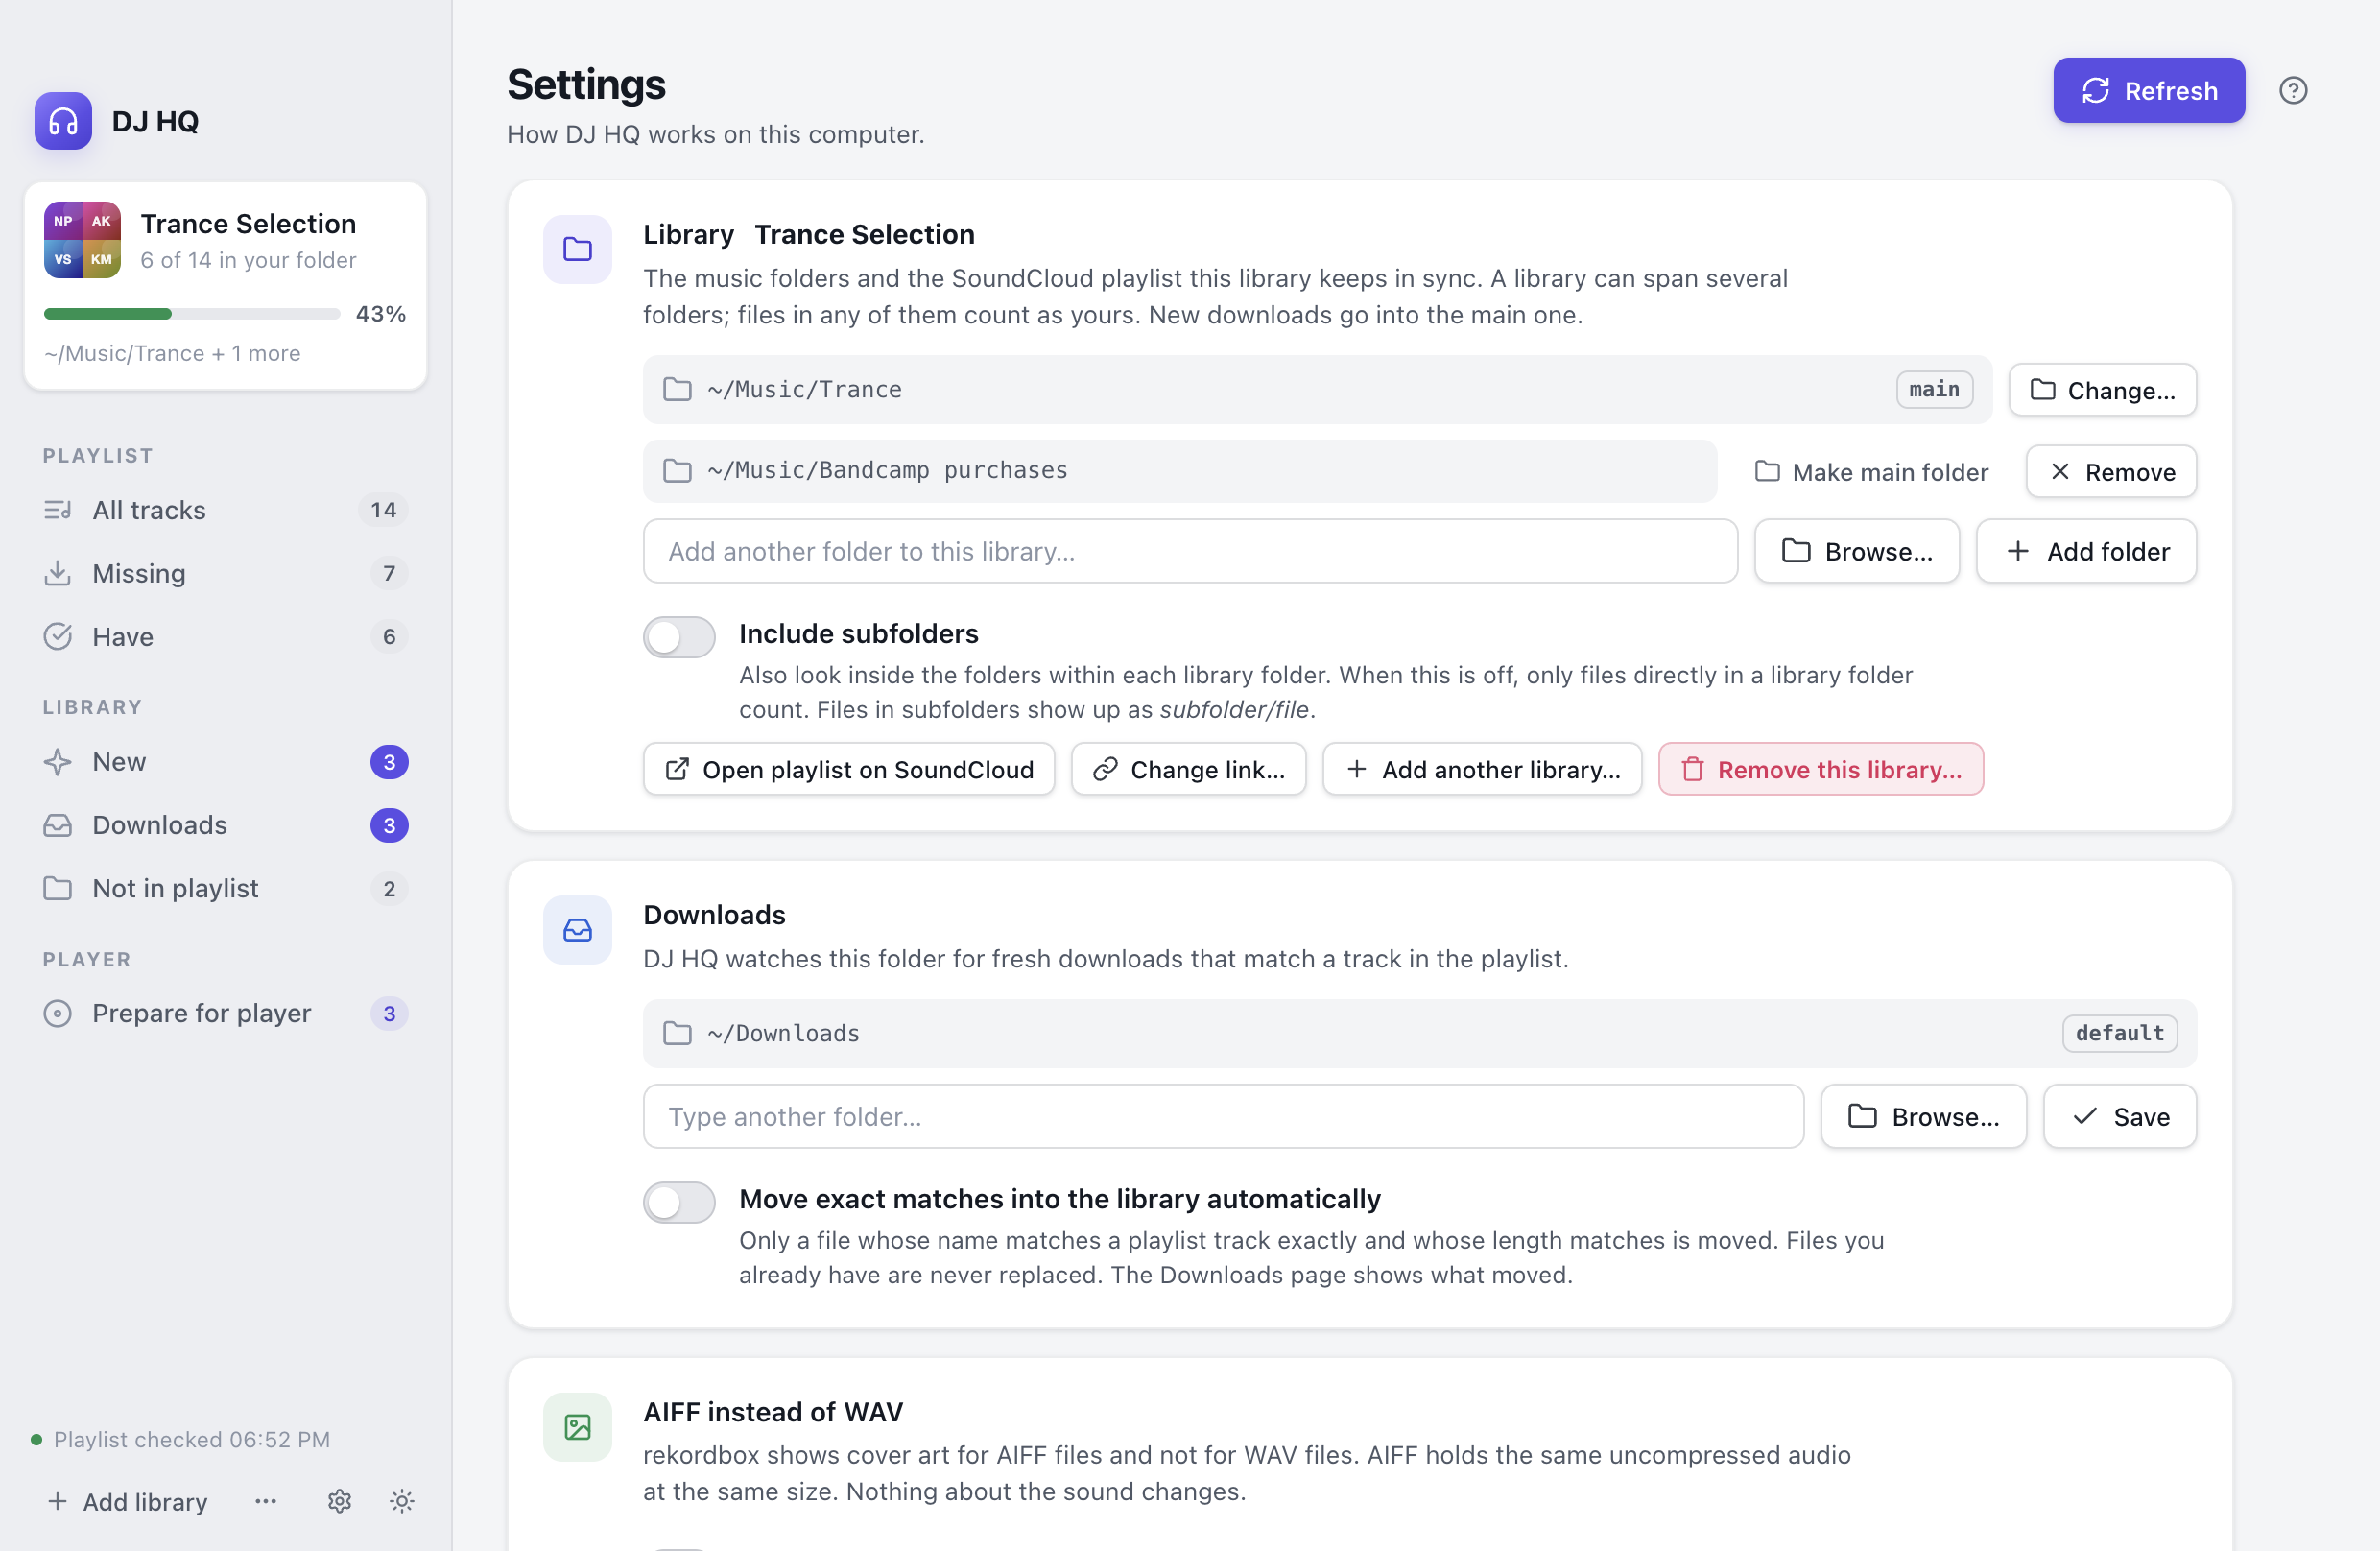 DJ HQ
NP AK
VS KM
Trance Selection
6 of 14 in your folder
43%
~/Music/Trance + 1 more
PLAYLIST
All tracks 14
Missing 7
Have 6
LIBRARY
New 3
Downloads 3
Not in playlist 2
PLAYER
Prepare for player 3
Playlist checked 06:52 PM
+ Add library ...
Settings
How DJ HQ works on this computer.
Refresh
?
Library Trance Selection
The music folders and the SoundCloud playlist this library keeps in sync. A library can span several
folders; files in any of them count as yours. New downloads go into the main one.
~/Music/Trance main Change...
~/Music/Bandcamp purchases Make main folder Remove
Add another folder to this library... Browse... + Add folder
Include subfolders
Also look inside the folders within each library folder. When this is off, only files directly in a library folder
count. Files in subfolders show up as subfolder/file.
Open playlist on SoundCloud Change link... + Add another library... Remove this library...
Downloads
DJ HQ watches this folder for fresh downloads that match a track in the playlist.
~/Downloads default
Type another folder... Browse... Save
Move exact matches into the library automatically
Only a file whose name matches a playlist track exactly and whose length matches is moved. Files you
already have are never replaced. The Downloads page shows what moved.
AIFF instead of WAV
rekordbox shows cover art for AIFF files and not for WAV files. AIFF holds the same uncompressed audio
at the same size. Nothing about the sound changes.